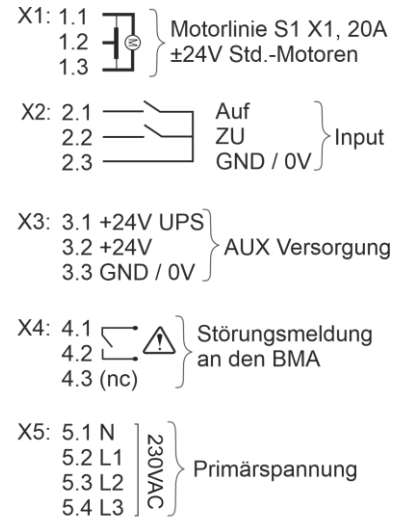 X1: 1.1
1.2
1.3
M
Motorlinie S1 X1, 20A
±24V Std.-Motoren
X2: 2.1 Auf
2.2 ZU
2.3 GND / 0V
Input
X3: 3.1 +24V UPS
3.2 +24V
3.3 GND / 0V
AUX Versorgung
X4: 4.1
4.2
4.3 (nc)
Störungsmeldung
an den BMA
X5: 5.1 N
5.2 L1
5.3 L2
5.4 L3
230VAC
Primärspannung